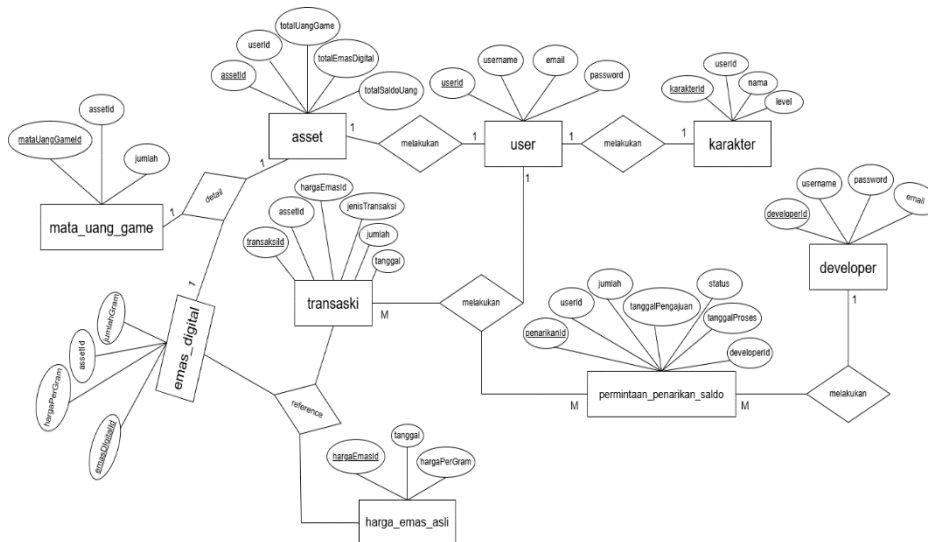 totalUangGame
userId
totalEmasDigital
assetId
totalSaldoUang
asset
1
1
melakukan
1
username
email
userId
password
user
1
1
melakukan
1
userId
karakterId
nama
level
karakter
assetId
mataUangGameId
jumlah
mata_uang_game
1
detail
1
hargaEmasId
assetId
jenisTransaksi
transaksiId
jumlah
tanggal
transaski
M
melakukan
username
password
email
developerId
developer
1
jumlah
status
userId
tanggalPengajuan
penarikanId
tanggalProses
developerId
M
permintaan_penarikan_saldo
M
melakukan
jumlahGram
assetId
hargaPerGram
emasDigitalId
emas_digital
reference
tanggal
hargaEmasId
hargaPerGram
harga_emas_asli